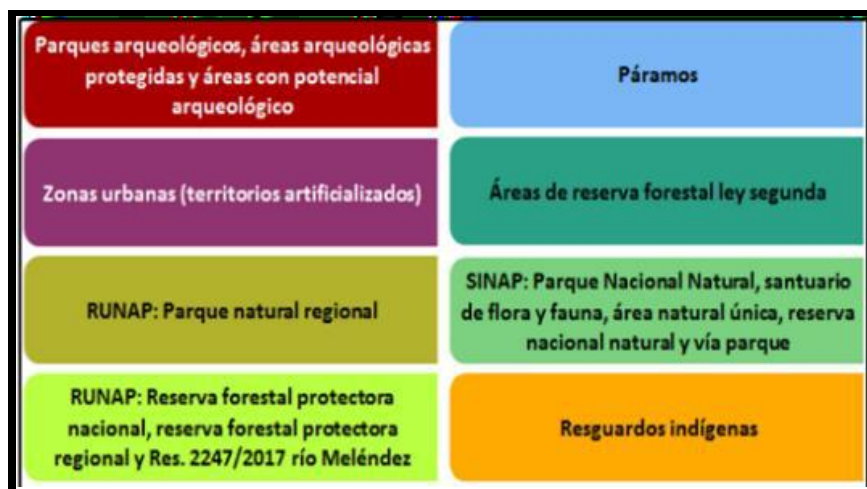 Parques arqueológicos, áreas arqueológicas
protegidas y áreas con potencial
arqueológico
Páramos
Zonas urbanas (territorios artificializados)
Áreas de reserva forestal ley segunda
RUNAP: Parque natural regional
SINAP: Parque Nacional Natural, santuario
de flora y fauna, área natural única, reserva
nacional natural y vía parque
RUNAP: Reserva forestal protectora
nacional, reserva forestal protectora
regional y Res. 2247/2017 río Meléndez
Resguardos indígenas